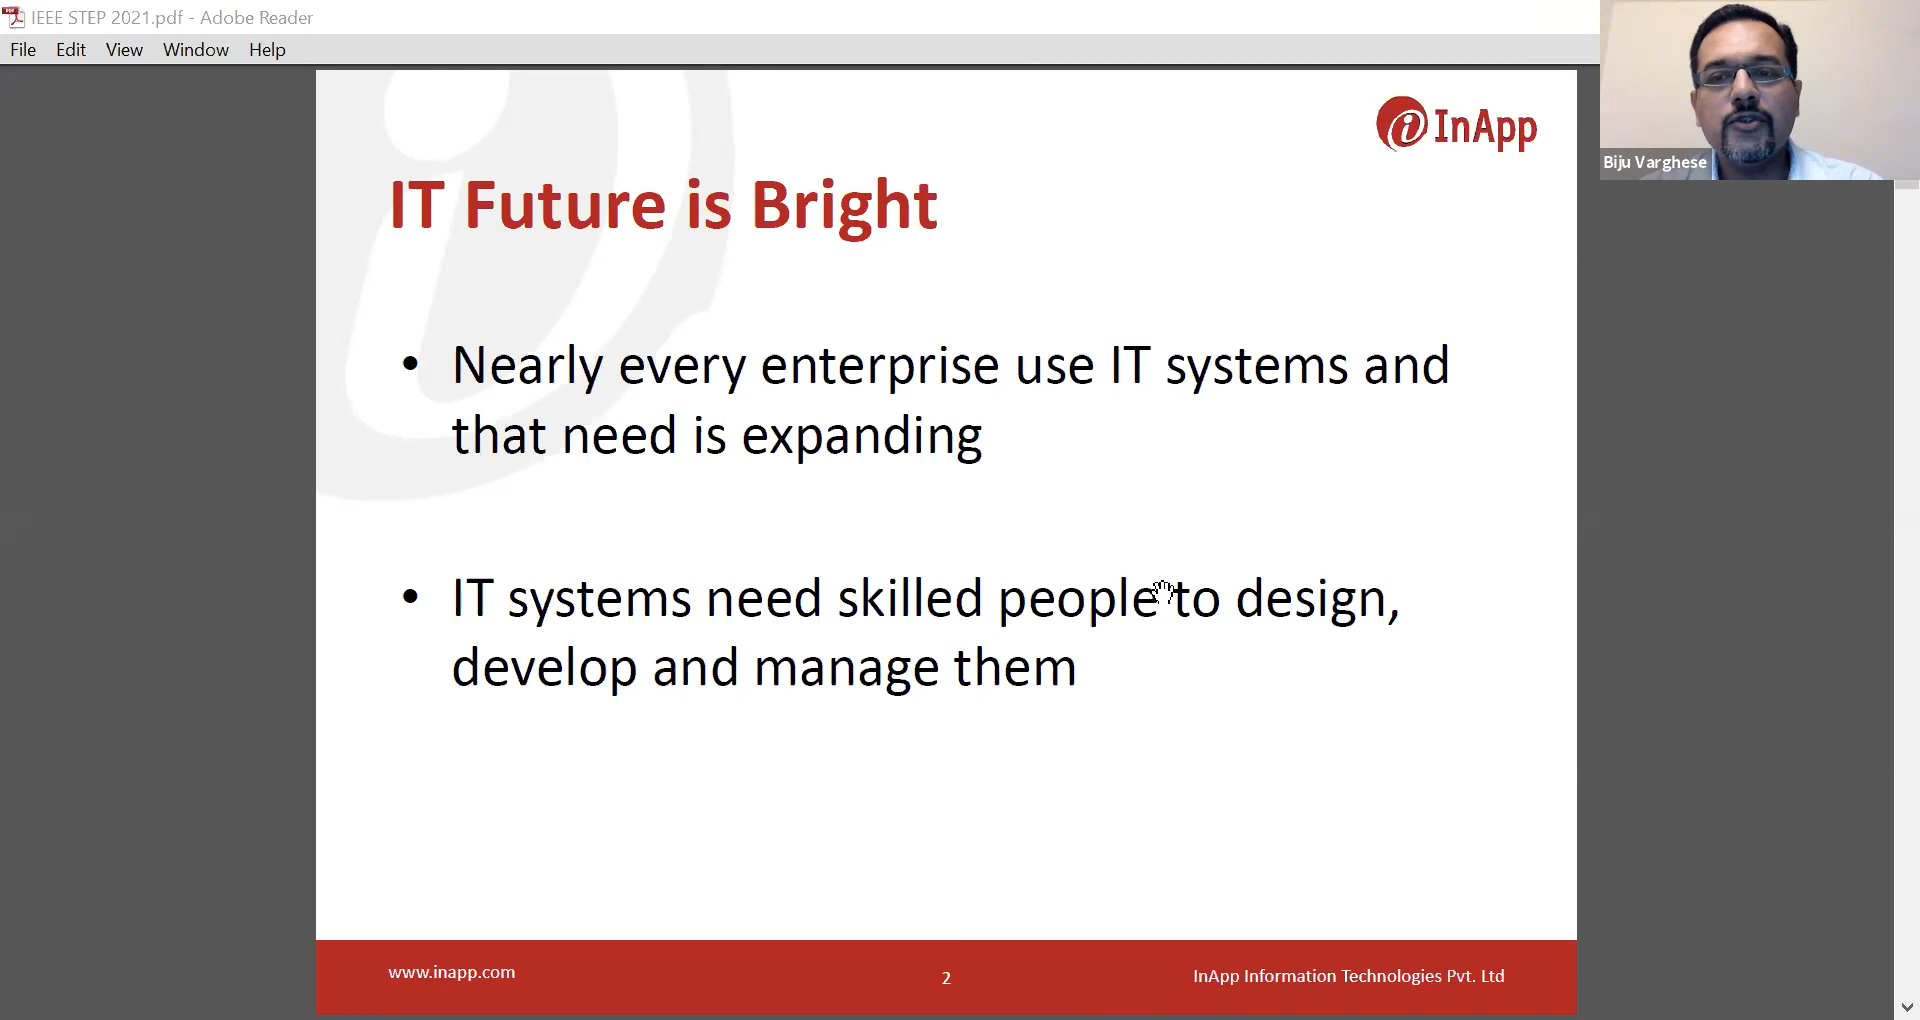 IEEE STEP 2021.pdf - Adobe Reader
File Edit View Window Help
InApp
Biju Varghese
IT Future is Bright
• Nearly every enterprise use IT systems and
that need is expanding
• IT systems need skilled people to design,
develop and manage them
www.inapp.com
2
InApp Information Technologies Pvt. Ltd